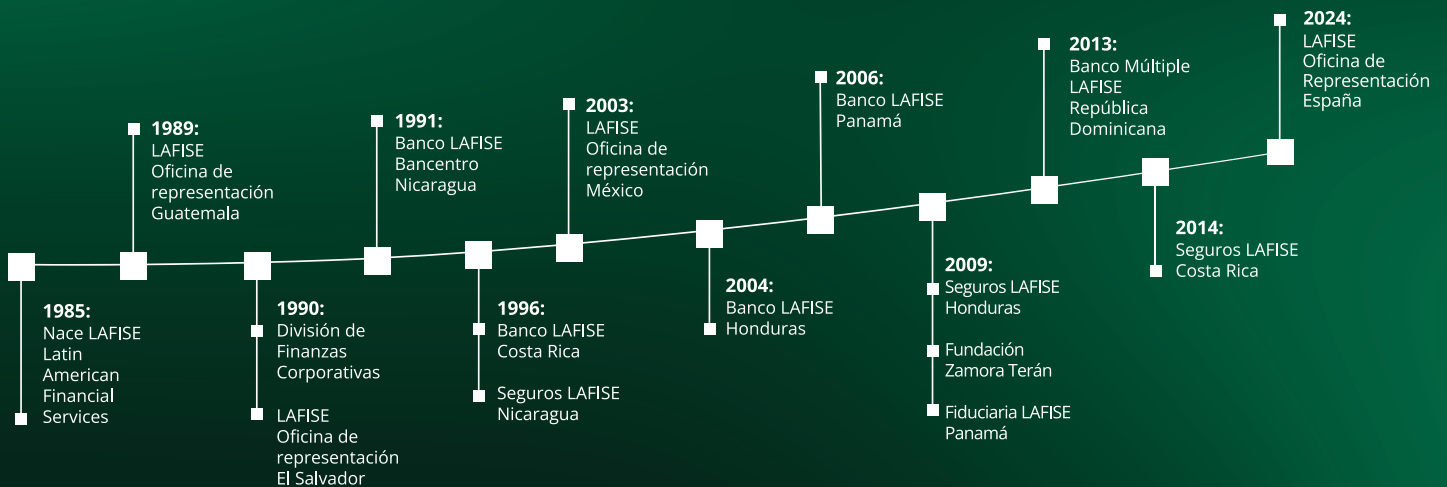 1985:
Nace LAFISE
Latin
American
Financial
Services
1989:
LAFISE
Oficina de
representación
Guatemala
1990:
División de
Finanzas
Corporativas
LAFISE
Oficina de
representación
El Salvador
1991:
Banco LAFISE
Bancentro
Nicaragua
1996:
Banco LAFISE
Costa Rica
Seguros LAFISE
Nicaragua
2003:
LAFISE
Oficina de
representación
México
2004:
Banco LAFISE
Honduras
2006:
Banco LAFISE
Panamá
2009:
Seguros LAFISE
Honduras
Fundación
Zamora Terán
Fiduciaria LAFISE
Panamá
2013:
Banco Múltiple
LAFISE
República
Dominicana
2014:
Seguros LAFISE
Costa Rica
2024:
LAFISE
Oficina de
Representación
España